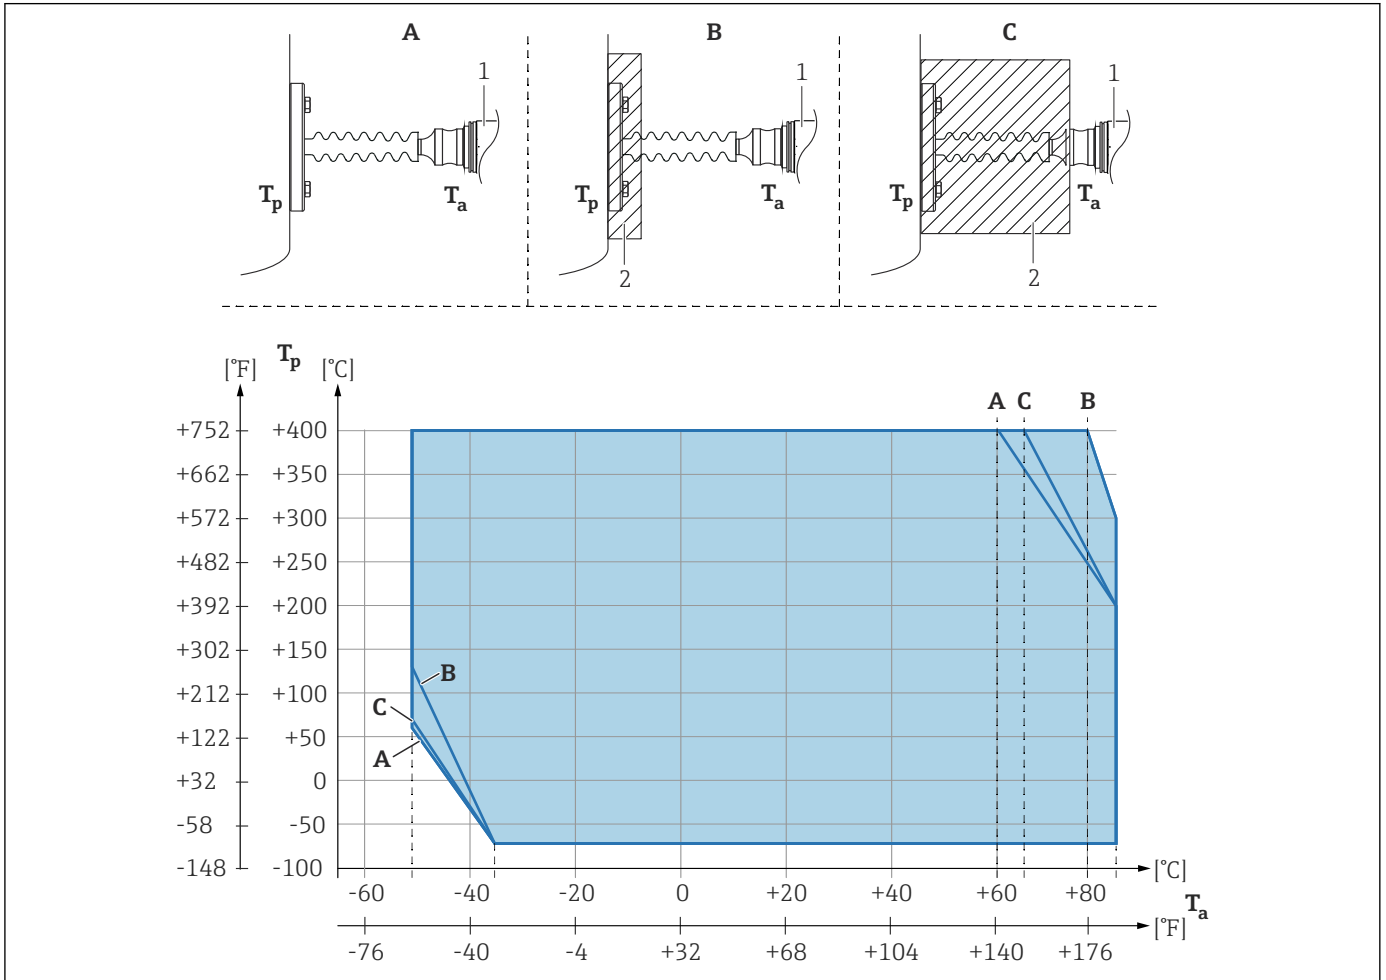 A B C
1 1 1
Tp Ta Tp Ta Tp Ta
2 2
Tp
[°F] [°C]
A C B
+752 +400
+662 +350
+572 +300
+482 +250
+392 +200
+302 +150
B
+212 +100
C
+122 +50
A
+32 0
-58 -50
-148 -100
[°C]
-60 -40 -20 0 +20 +40 +60 +80
Ta
[°F]
-76 -40 -4 +32 +68 +104 +140 +176